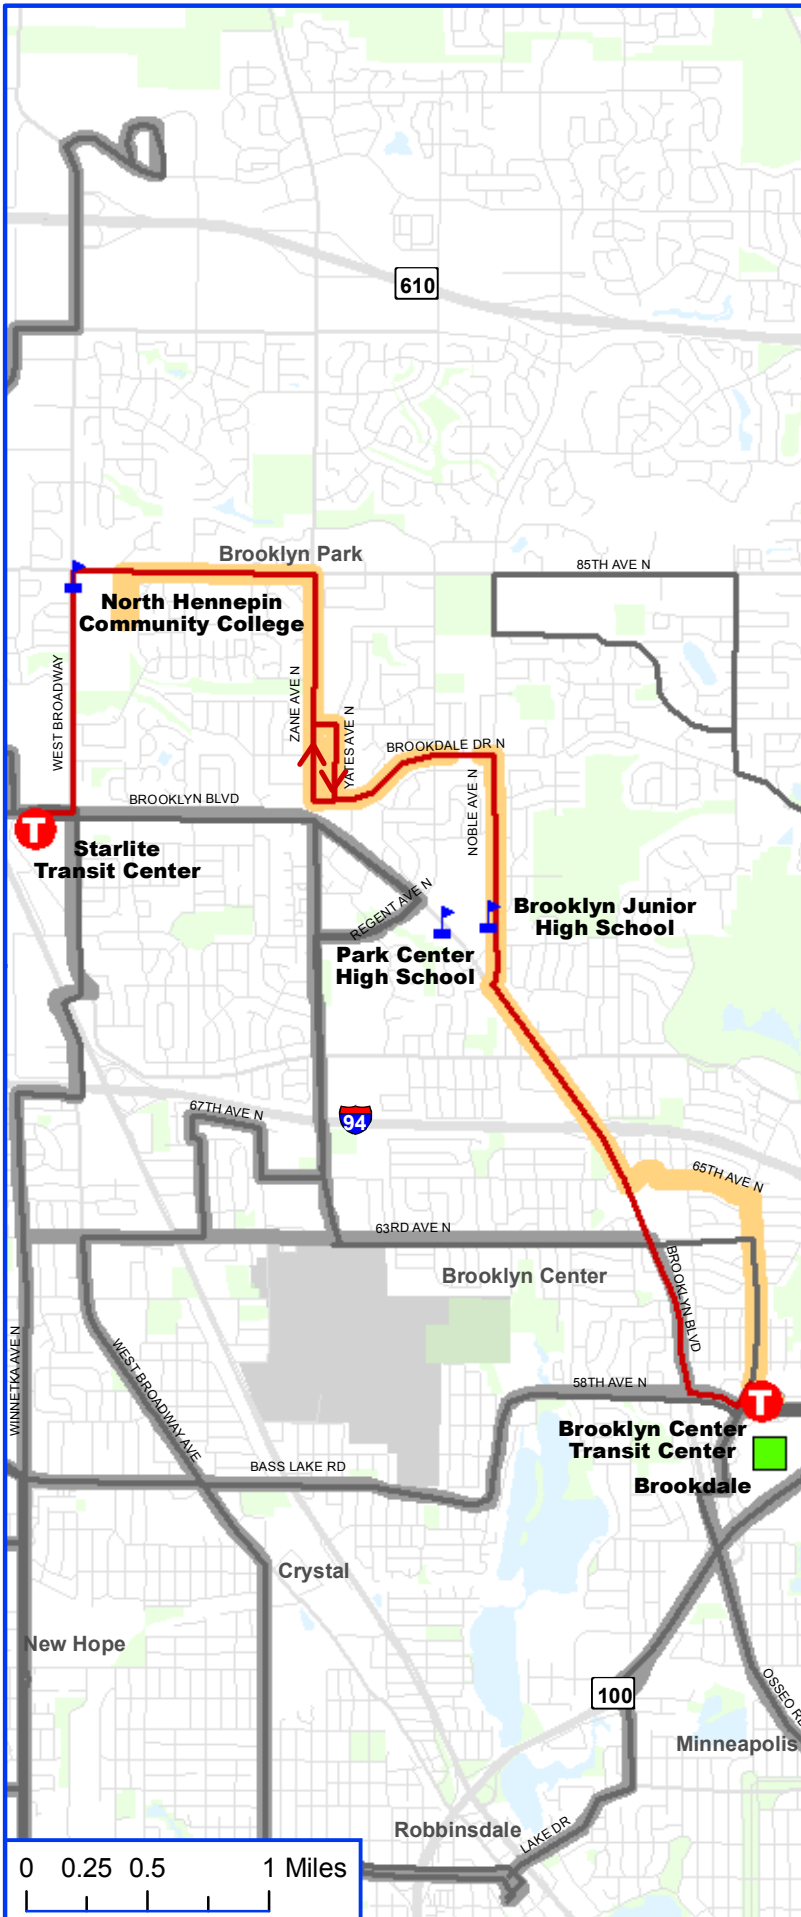 610
Brooklyn Park
85TH AVE N
North Hennepin
Community College
WEST BROADWAY
ZANE AVE N
YATES AVE N
BROOKDALE DR N
NOBLE AVE N
BROOKLYN BLVD
T
Starlite
Transit Center
REGENT AVE N
Brooklyn Junior
High School
Park Center
High School
67TH AVE N
94
65TH AVE N
63RD AVE N
Brooklyn Center
BROOKLYN BLVD
WINNETKA AVE N
WEST BROADWAY AVE
58TH AVE N
T
Brooklyn Center
Transit Center
Brookdale
BASS LAKE RD
Crystal
New Hope
100
OSSEO RD
Minneapolis
Robbinsdale
LAKE DR
0 0.25 0.5 1 Miles